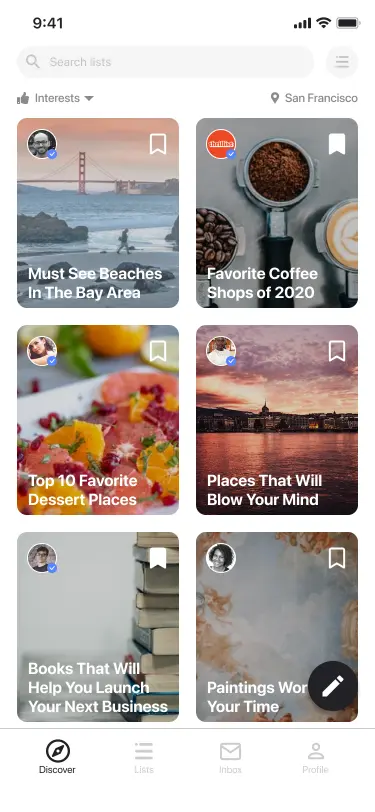 9:41
Search lists
Interests
San Francisco
thrillist
Must See Beaches
In The Bay Area
Favorite Coffee
Shops of 2020
Top 10 Favorite
Dessert Places
Places That Will
Blow Your Mind
Books That Will
Help You Launch
Your Next Business
Paintings Wor
Your Time
Discover
Lists
Inbox
Profile